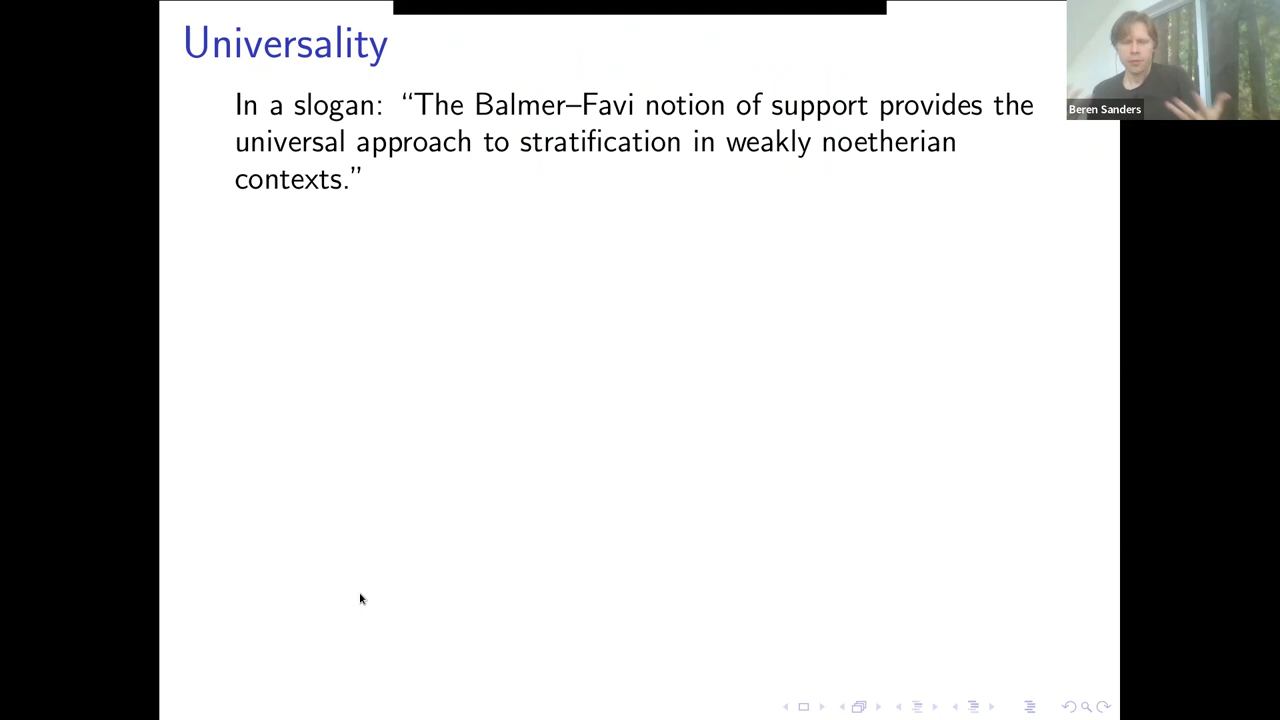 Universality
In a slogan: “The Balmer–Favi notion of support provides the
universal approach to stratification in weakly noetherian
contexts.”
Beren Sanders